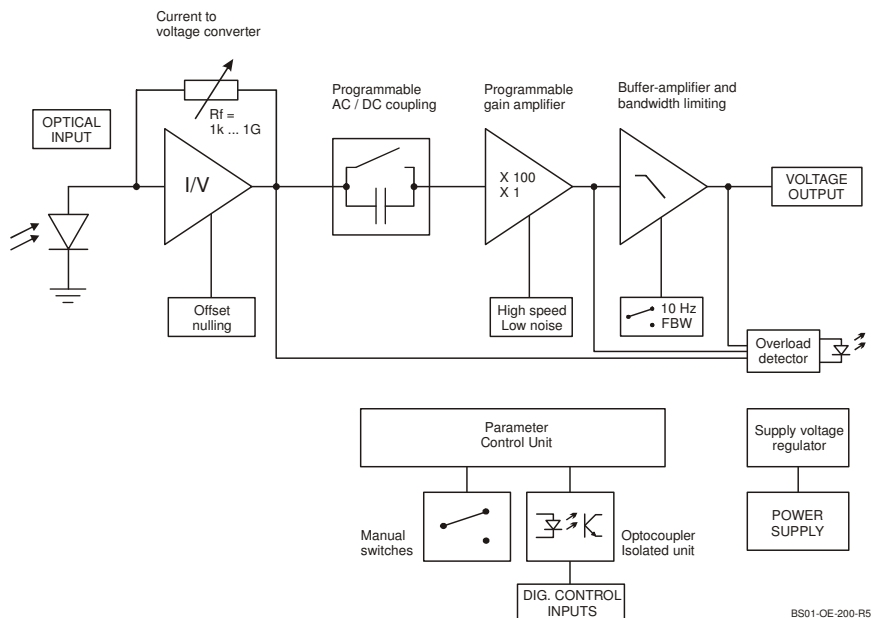 Current to
voltage converter
Rf =
1k ... 1G
OPTICAL
INPUT
I/V
Offset
nulling
Programmable
AC / DC coupling
Programmable
gain amplifier
X 100
X 1
High speed
Low noise
Buffer-amplifier and
bandwidth limiting
10 Hz
FBW
VOLTAGE
OUTPUT
Overload
detector
Parameter
Control Unit
Manual
switches
Optocoupler
Isolated unit
DIG. CONTROL
INPUTS
Supply voltage
regulator
POWER
SUPPLY
BS01-OE-200-R5